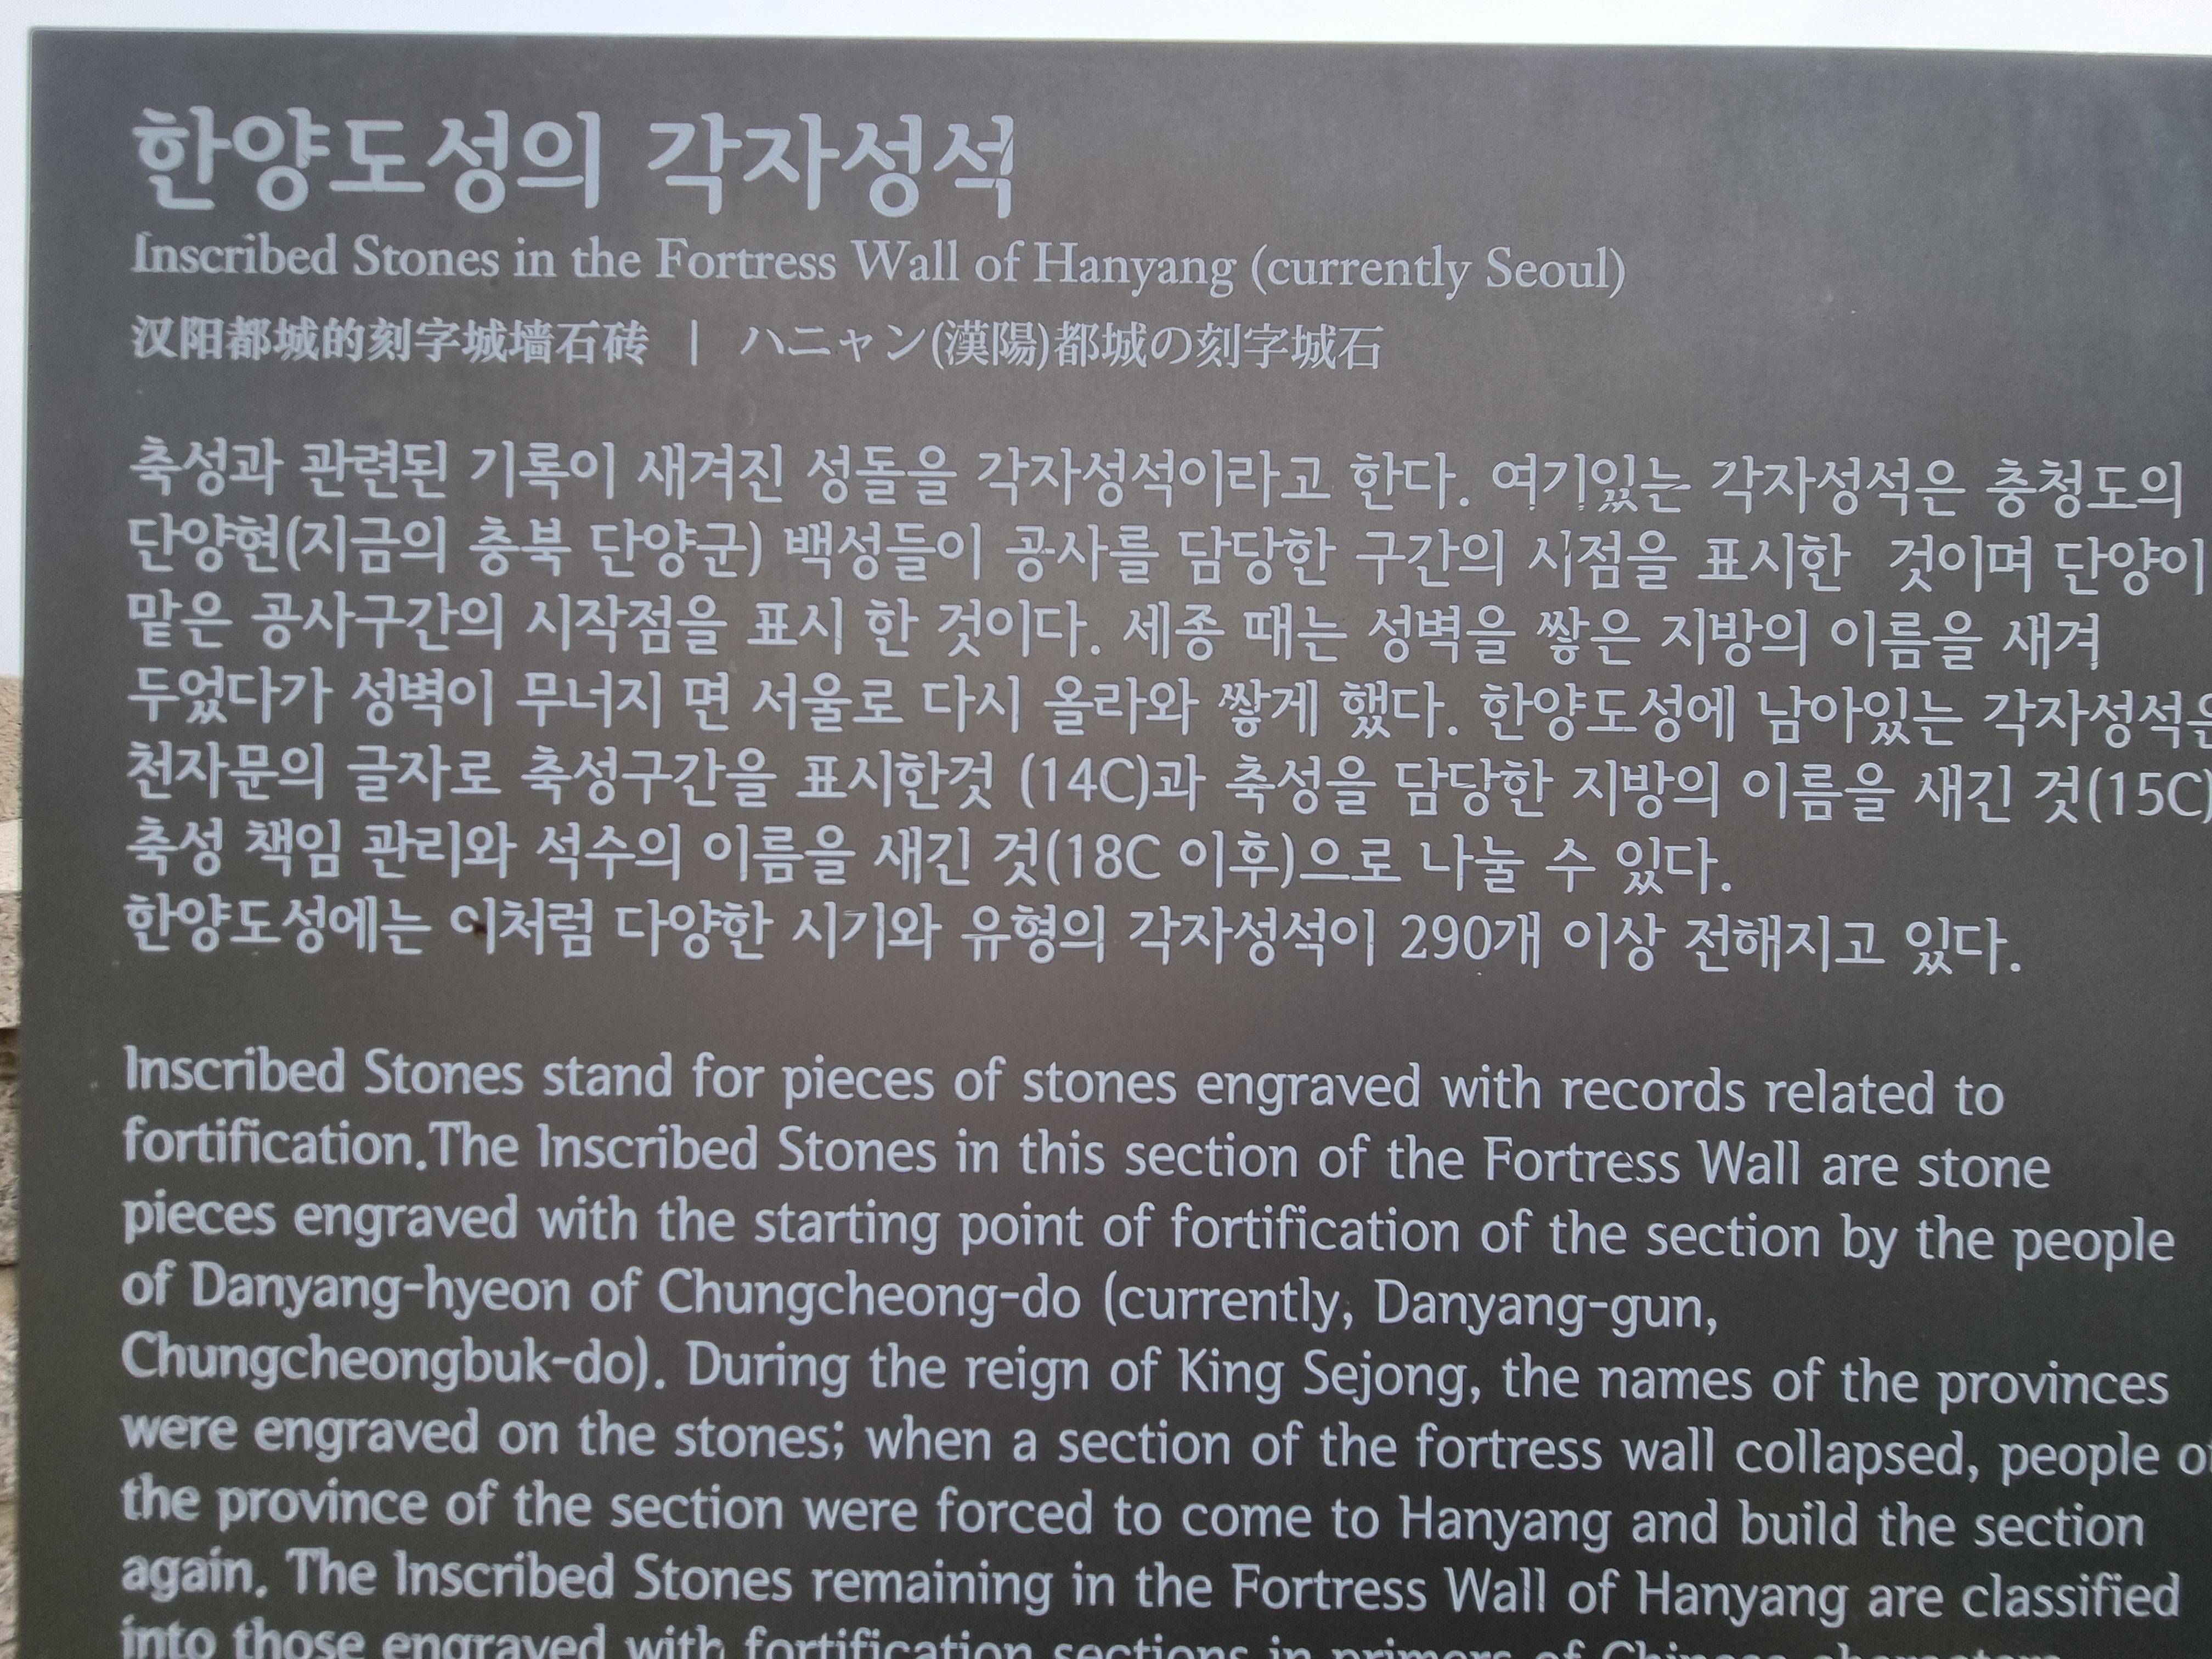 한양도성의 각자성석
Inscribed Stones in the Fortress Wall of Hanyang (currently Seoul)
汉阳都城的刻字城墙石砖 | ハニャン(漢陽)都城の刻字城石
축성과 관련된 기록이 새겨진 성돌을 각자성석이라고 한다. 여기있는 각자성석은 충청도의
단양현(지금의 충북 단양군) 백성들이 공사를 담당한 구간의 시점을 표시한 것이며 단양이
맡은 공사구간의 시작점을 표시 한 것이다. 세종 때는 성벽을 쌓은 지방의 이름을 새겨
두었다가 성벽이 무너지 면 서울로 다시 올라와 쌓게 했다. 한양도성에 남아있는 각자성석은
천자문의 글자로 축성구간을 표시한것 (14C)과 축성을 담당한 지방의 이름을 새긴 것(15C)
축성 책임 관리와 석수의 이름을 새긴 것(18C 이후)으로 나눌 수 있다.
한양도성에는 이처럼 다양한 시기와 유형의 각자성석이 290개 이상 전해지고 있다.
Inscribed Stones stand for pieces of stones engraved with records related to
fortification.The Inscribed Stones in this section of the Fortress Wall are stone
pieces engraved with the starting point of fortification of the section by the people
of Danyang-hyeon of Chungcheong-do (currently, Danyang-gun,
Chungcheongbuk-do). During the reign of King Sejong, the names of the provinces
were engraved on the stones; when a section of the fortress wall collapsed, people of
the province of the section were forced to come to Hanyang and build the section
again. The Inscribed Stones remaining in the Fortress Wall of Hanyang are classified
into those engraved with fortification sections in primers of Chinese characters